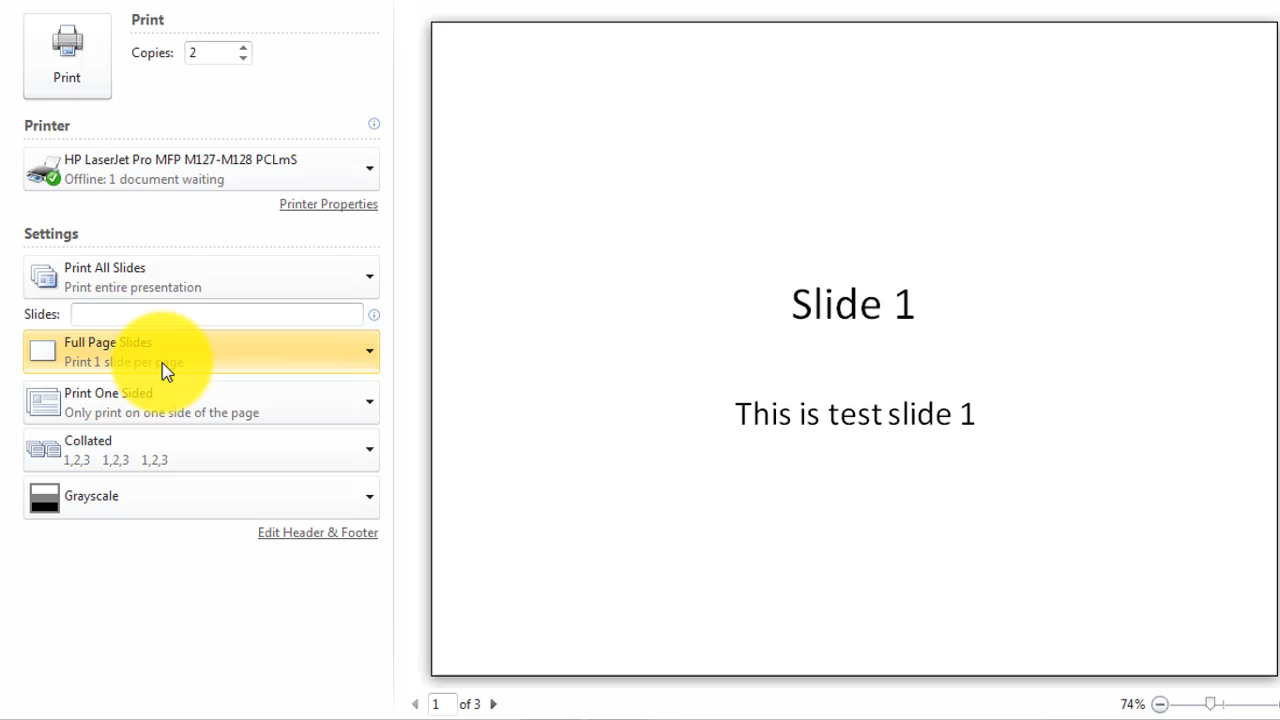 Print
Copies: 2
Print
Printer
HP LaserJet Pro MFP M127-M128 PCLmS
Offline: 1 document waiting
Printer Properties
Settings
Print All Slides
Print entire presentation
Slides:
Full Page Slides
Print 1 slide per page
Print One Sided
Only print on one side of the page
Collated
1,2,3 1,2,3 1,2,3
Grayscale
Edit Header & Footer
Slide 1
This is test slide 1
1 of 3
74%